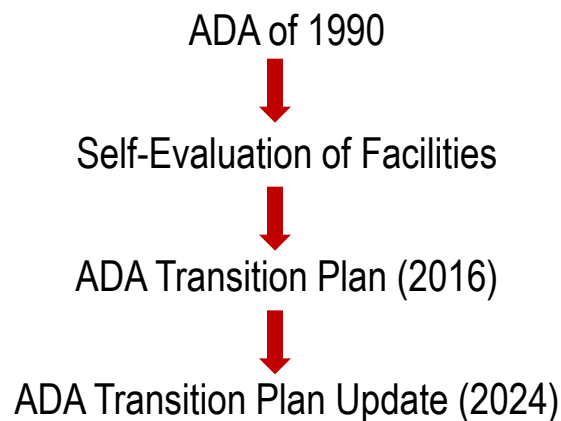 ADA of 1990
Self-Evaluation of Facilities
ADA Transition Plan (2016)
ADA Transition Plan Update (2024)